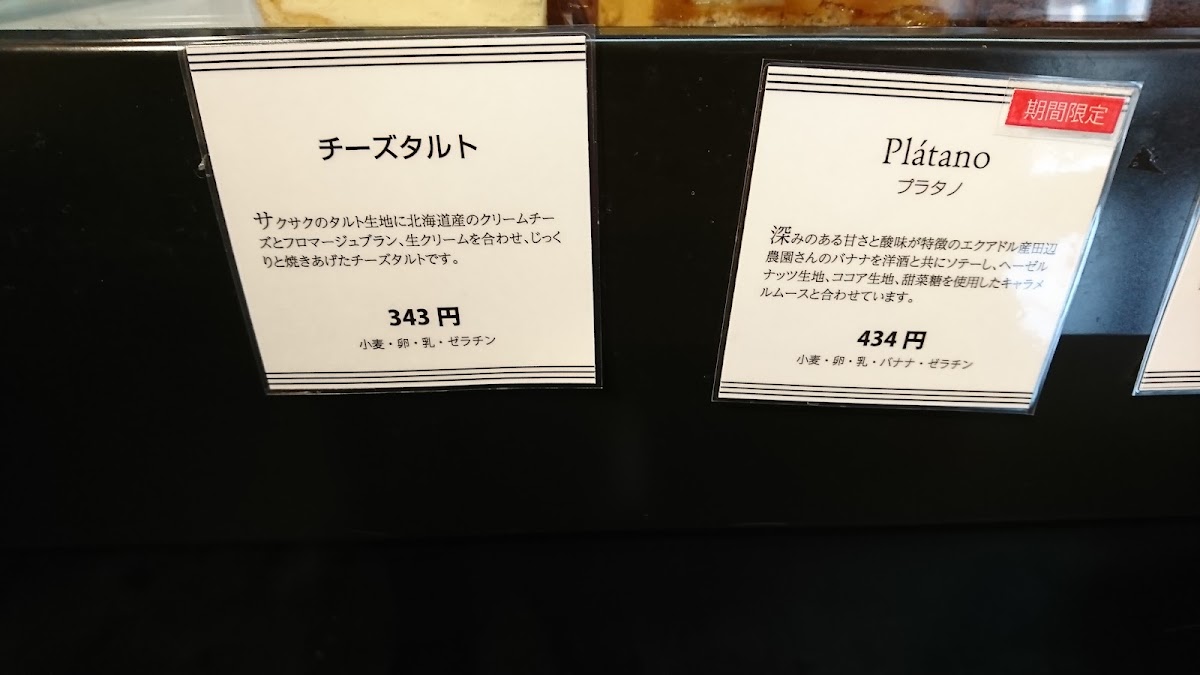 チーズタルト
サクサクのタルト生地に北海道産のクリームチー
ズとフロマージュブラン、生クリームを合わせ、じっく
りと焼きあげたチーズタルトです。
343 円
小麦・卵・乳・ゼラチン
期間限定
Plátano
プラタノ
深みのある甘さと酸味が特徴のエクアドル産田辺
農園さんのバナナを洋酒と共にソテーし、ヘーゼル
ナッツ生地、ココア生地、甜菜糖を使用したキャラメ
ルムースと合わせています。
434 円
小麦・卵・乳・バナナ・ゼラチン